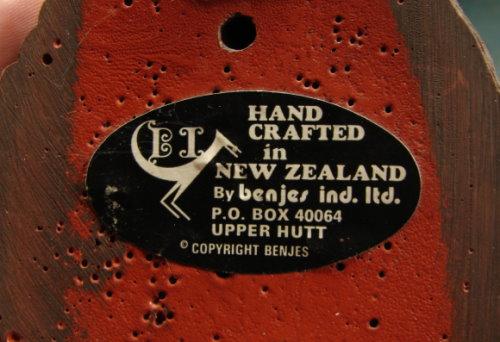 B I
HAND
CRAFTED
in
NEW ZEALAND
By benjes ind. ltd.
P.O. BOX 40064
UPPER HUTT
© COPYRIGHT BENJES